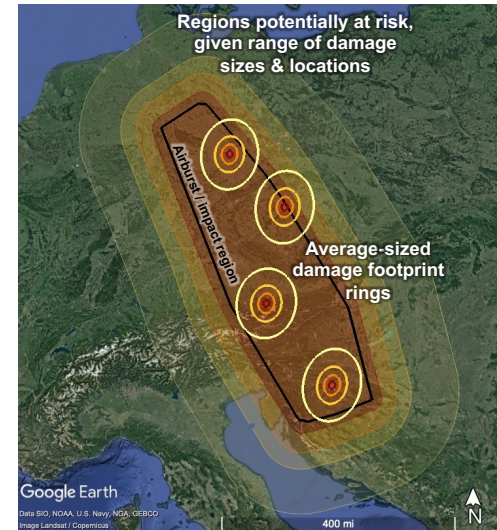 Regions potentially at risk,
given range of damage
sizes & locations
Airburst / impact region
Average-sized
damage footprint
rings
Google Earth
Data SIO, NOAA, U.S. Navy, NGA, GEBCO
Image Landsat / Copernicus
400 mi
N